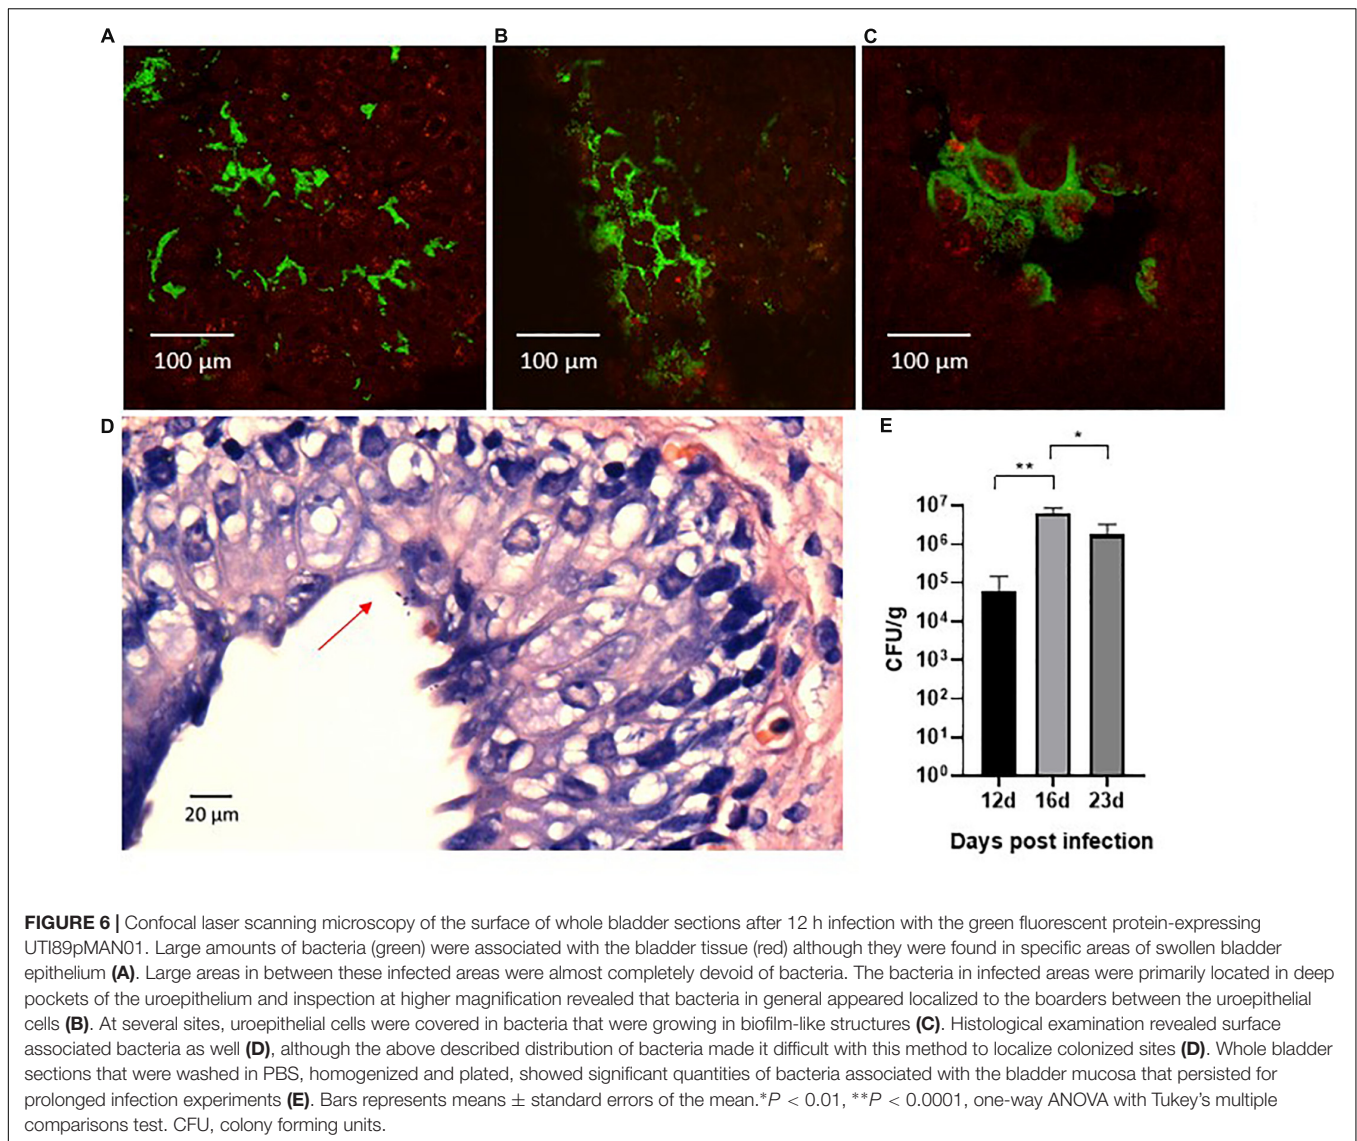 A
B
C
100 µm
100 µm
100 µm
D
20 µm
E
*
**
CFU/g
10⁷
10⁶
10⁵
10⁴
10³
10²
10¹
10⁰
12d 16d 23d
Days post infection
FIGURE 6 | Confocal laser scanning microscopy of the surface of whole bladder sections after 12 h infection with the green fluorescent protein-expressing
UTI89pMAN01. Large amounts of bacteria (green) were associated with the bladder tissue (red) although they were found in specific areas of swollen bladder
epithelium (A). Large areas in between these infected areas were almost completely devoid of bacteria. The bacteria in infected areas were primarily located in deep
pockets of the uroepithelium and inspection at higher magnification revealed that bacteria in general appeared localized to the boarders between the uroepithelial
cells (B). At several sites, uroepithelial cells were covered in bacteria that were growing in biofilm-like structures (C). Histological examination revealed surface
associated bacteria as well (D), although the above described distribution of bacteria made it difficult with this method to localize colonized sites (D). Whole bladder
sections that were washed in PBS, homogenized and plated, showed significant quantities of bacteria associated with the bladder mucosa that persisted for
prolonged infection experiments (E). Bars represents means ± standard errors of the mean.*P < 0.01, **P < 0.0001, one-way ANOVA with Tukey's multiple
comparisons test. CFU, colony forming units.